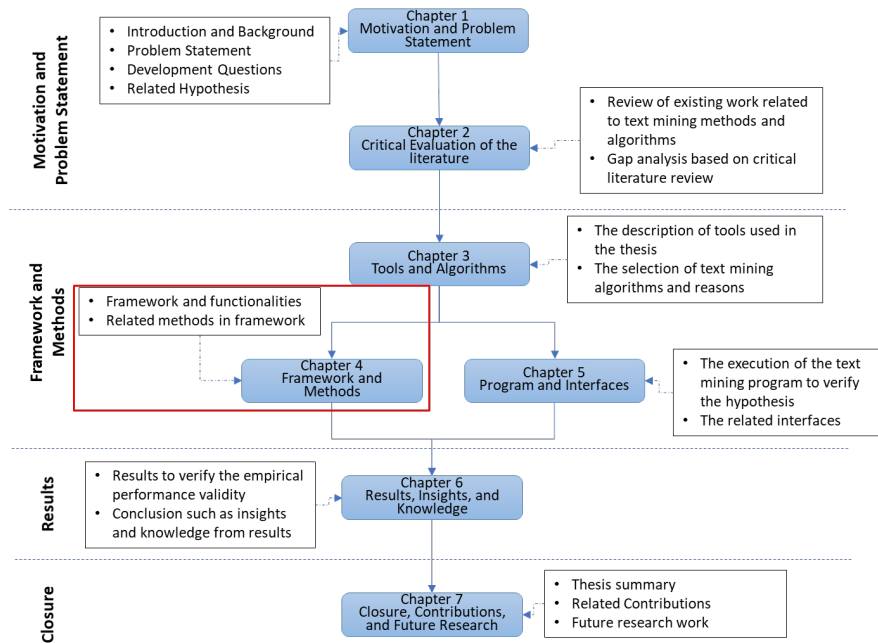 Chapter 1
Motivation and Problem
Statement
• Introduction and Background
• Problem Statement
• Development Questions
• Related Hypothesis
Motivation and
Problem Statement
Chapter 2
Critical Evaluation of the
literature
• Review of existing work related
to text mining methods and
algorithms
• Gap analysis based on critical
literature review
Framework and
Methods
Chapter 3
Tools and Algorithms
• The description of tools used in
the thesis
• The selection of text mining
algorithms and reasons
• Framework and functionalities
• Related methods in framework
Chapter 4
Framework and
Methods
Chapter 5
Program and Interfaces
• The execution of the text
mining program to verify
the hypothesis
• The related interfaces
Results
• Results to verify the empirical
performance validity
• Conclusion such as insights
and knowledge from results
Chapter 6
Results, Insights, and
Knowledge
Closure
Chapter 7
Closure, Contributions,
and Future Research
• Thesis summary
• Related Contributions
• Future research work